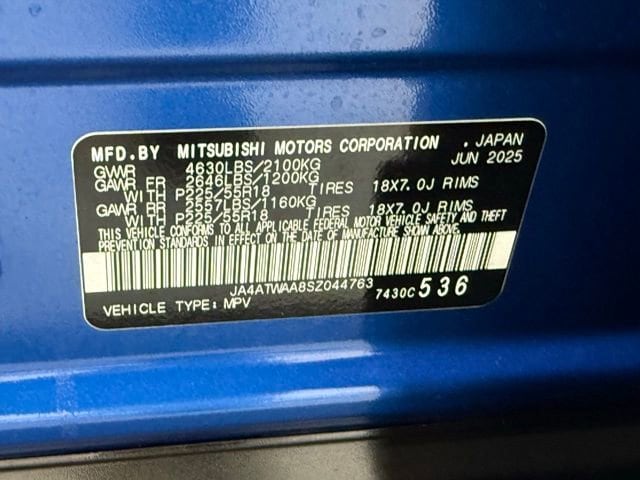 MFD.BY MITSUBISHI MOTORS CORPORATION , JAPAN
GVWR 4630LBS/2100KG JUN 2025
GAWR FR 2646LBS/1200KG
WITH P225/55R18 TIRES 18X7.0J RIMS
GAWR RR 2557LBS/1160KG
WITH P225/55R18 TIRES 18X7.0J RIMS
THIS VEHICLE CONFORMS TO ALL APPLICABLE FEDERAL MOTOR VEHICLE SAFETY AND THEFT
PREVENTION STANDARDS IN EFFECT ON THE DATE OF MANUFACTURE SHOWN ABOVE.
JA4ATWAA8SZ044763
VEHICLE TYPE: MPV 7430C 536